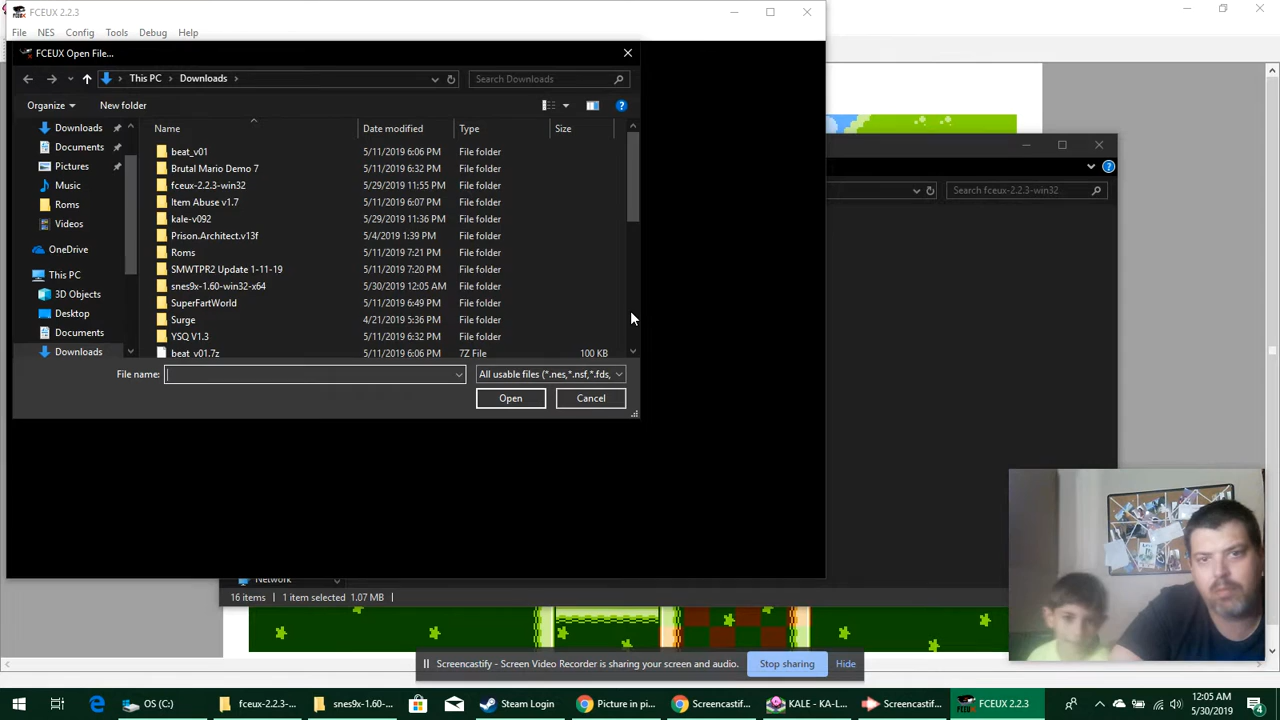 FCEUX 2.2.3
File NES Config Tools Debug Help
FCEUX Open File...
This PC Downloads
Search Downloads
Organize New folder
Name Date modified Type Size
Downloads
Documents
Pictures
Music
Roms
Videos
OneDrive
This PC
3D Objects
Desktop
Documents
Downloads
beat_v01 5/11/2019 6:06 PM File folder
Brutal Mario Demo 7 5/11/2019 6:32 PM File folder
fceux-2.2.3-win32 5/29/2019 11:55 PM File folder
Item Abuse v1.7 5/11/2019 6:07 PM File folder
kale-v092 5/29/2019 11:36 PM File folder
Prison.Architect.v13f 5/4/2019 1:39 PM File folder
Roms 5/11/2019 7:21 PM File folder
SMWTPR2 Update 1-11-19 5/11/2019 7:20 PM File folder
snes9x-1.60-win32-x64 5/30/2019 12:05 AM File folder
SuperFartWorld 5/11/2019 6:49 PM File folder
Surge 4/21/2019 5:36 PM File folder
YSQ V1.3 5/11/2019 6:32 PM File folder
beat_v01.7z 5/11/2019 6:06 PM 7Z File 100 KB
File name:
All usable files (*.nes,*.nsf,*.fds,
Open Cancel
Search fceux-2.2.3-win32
Network
16 items 1 item selected 1.07 MB
Screencastify - Screen Video Recorder is sharing your screen and audio.
Stop sharing
Hide
OS (C:)
fceux-2.2.3-...
snes9x-1.60-...
Steam Login
Picture in pi...
Screencastif...
KALE - KA-L...
Screencastif...
FCEUX 2.2.3
12:05 AM
5/30/2019
4